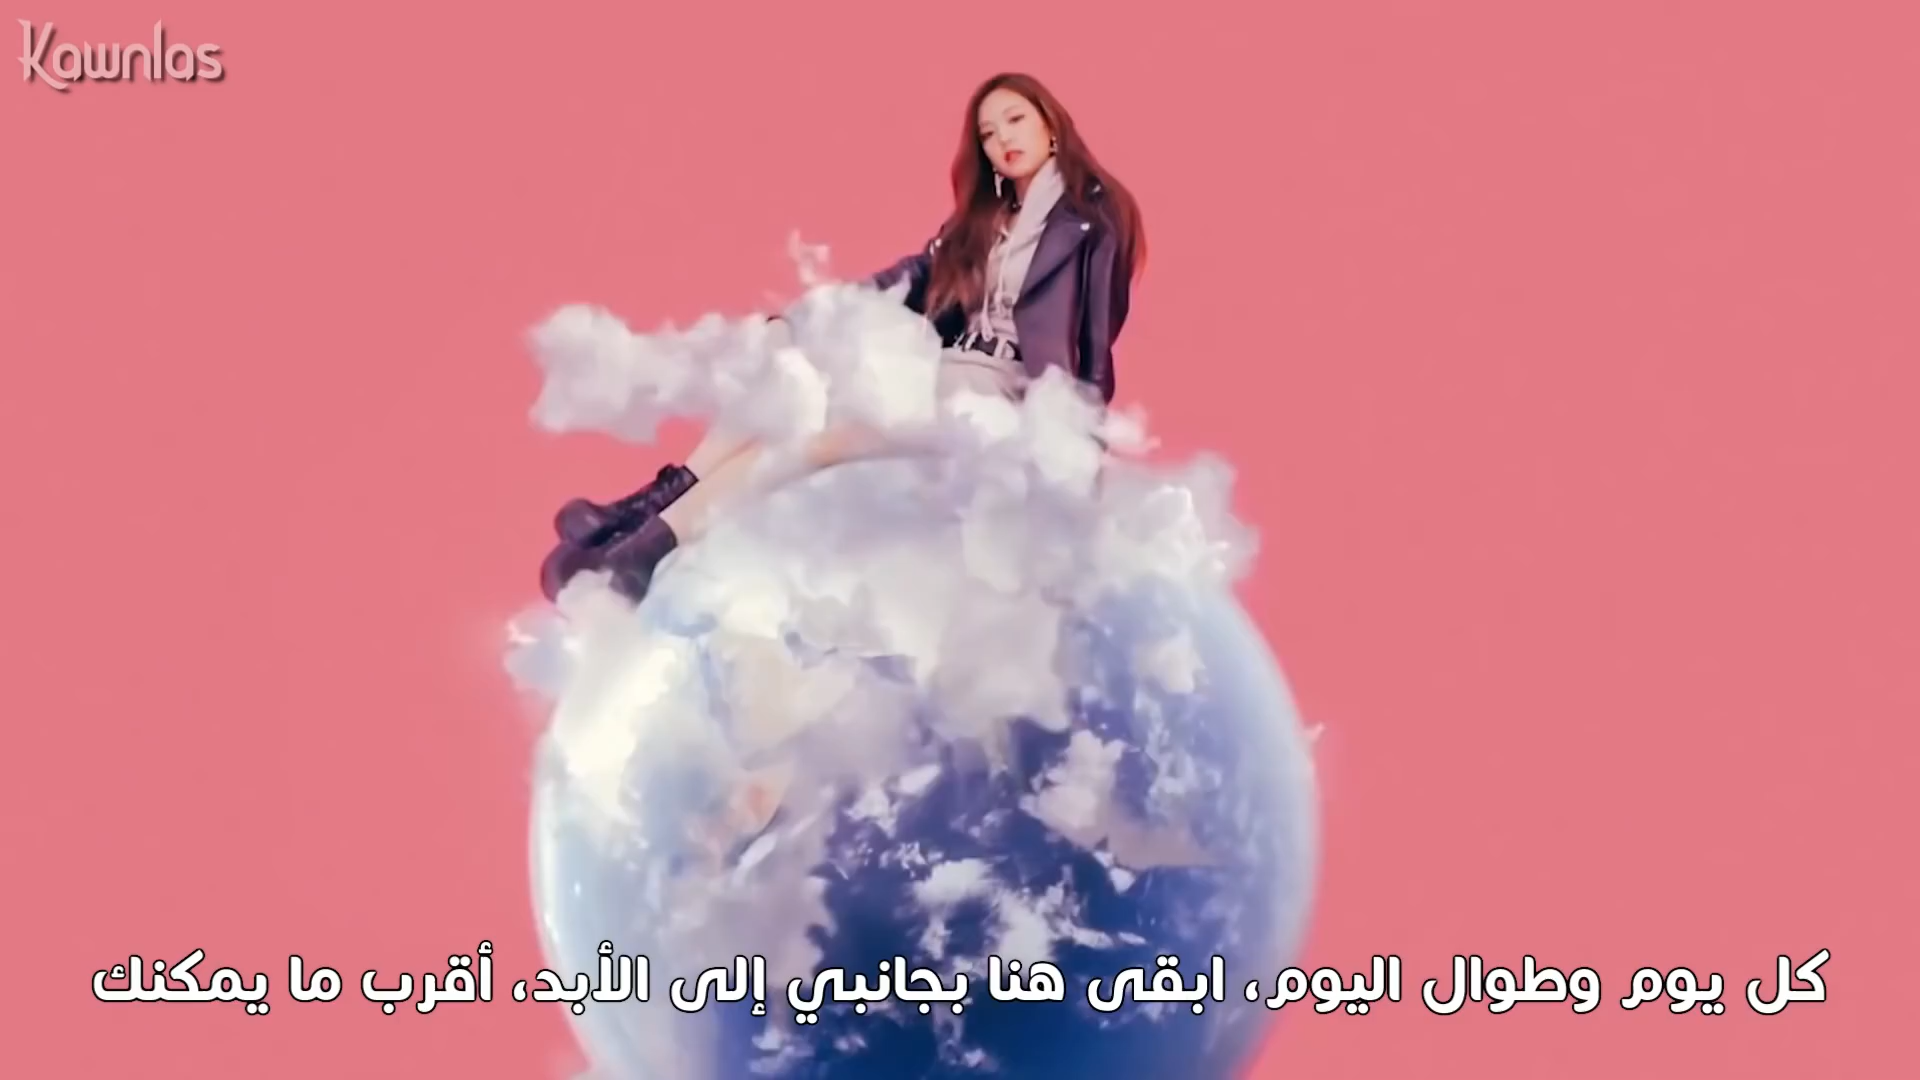 Kawnlas
كل يوم وطوال اليوم، ابقى هنا بجانبي إلى الأبد، أقرب ما يمكنك